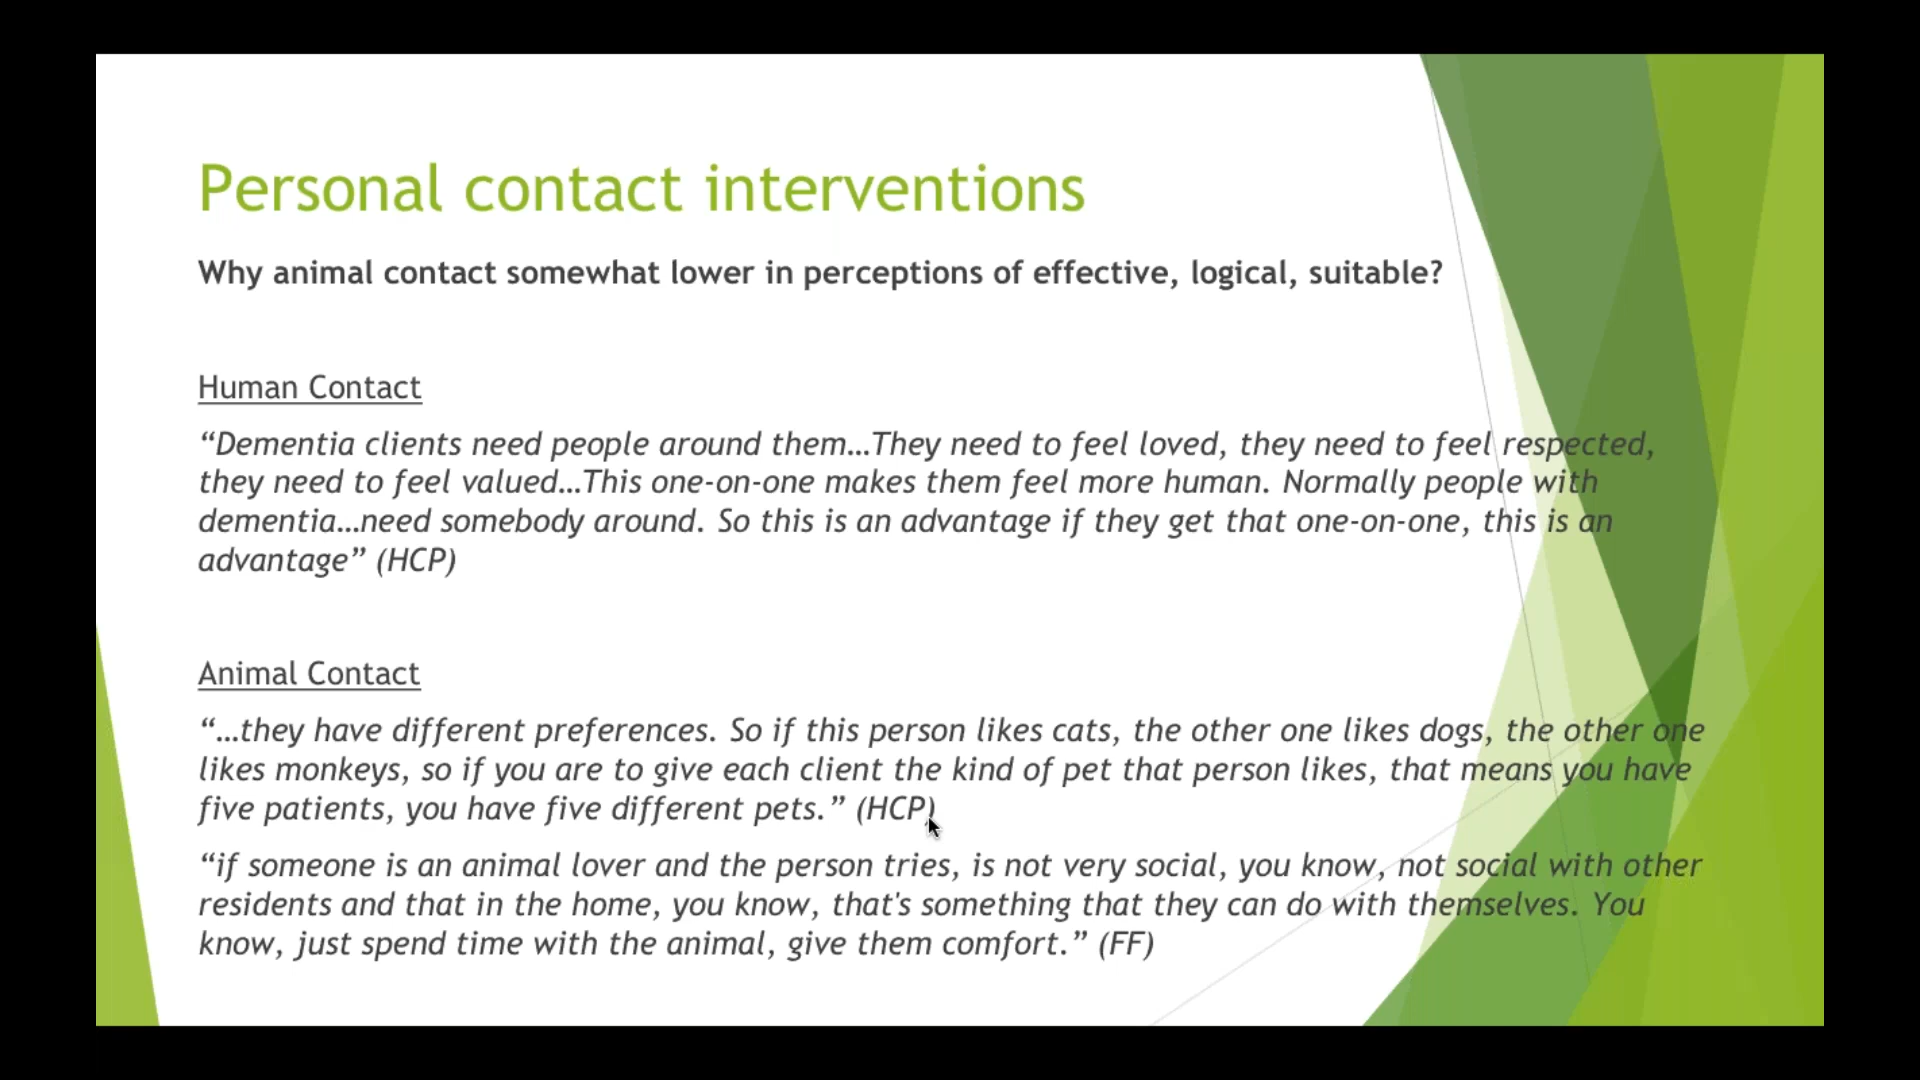 Personal contact interventions
Why animal contact somewhat lower in perceptions of effective, logical, suitable?
Human Contact
“Dementia clients need people around them…They need to feel loved, they need to feel respected,
they need to feel valued…This one-on-one makes them feel more human. Normally people with
dementia…need somebody around. So this is an advantage if they get that one-on-one, this is an
advantage” (HCP)
Animal Contact
“…they have different preferences. So if this person likes cats, the other one likes dogs, the other one
likes monkeys, so if you are to give each client the kind of pet that person likes, that means you have
five patients, you have five different pets.” (HCP)
“if someone is an animal lover and the person tries, is not very social, you know, not social with other
residents and that in the home, you know, that's something that they can do with themselves. You
know, just spend time with the animal, give them comfort.” (FF)